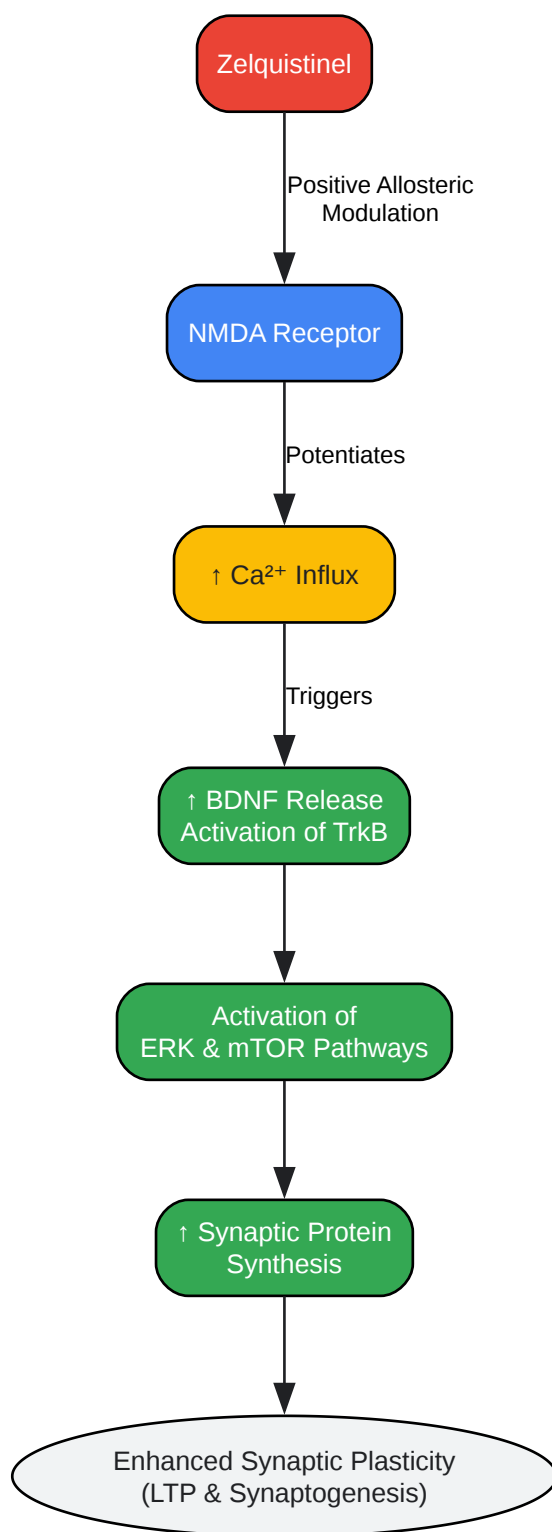 Zelquistinel
Positive Allosteric
Modulation
NMDA Receptor
Potentiates
↑ Ca²⁺ Influx
Triggers
↑ BDNF Release
Activation of TrkB
Activation of
ERK & mTOR Pathways
↑ Synaptic Protein
Synthesis
Enhanced Synaptic Plasticity
(LTP & Synaptogenesis)